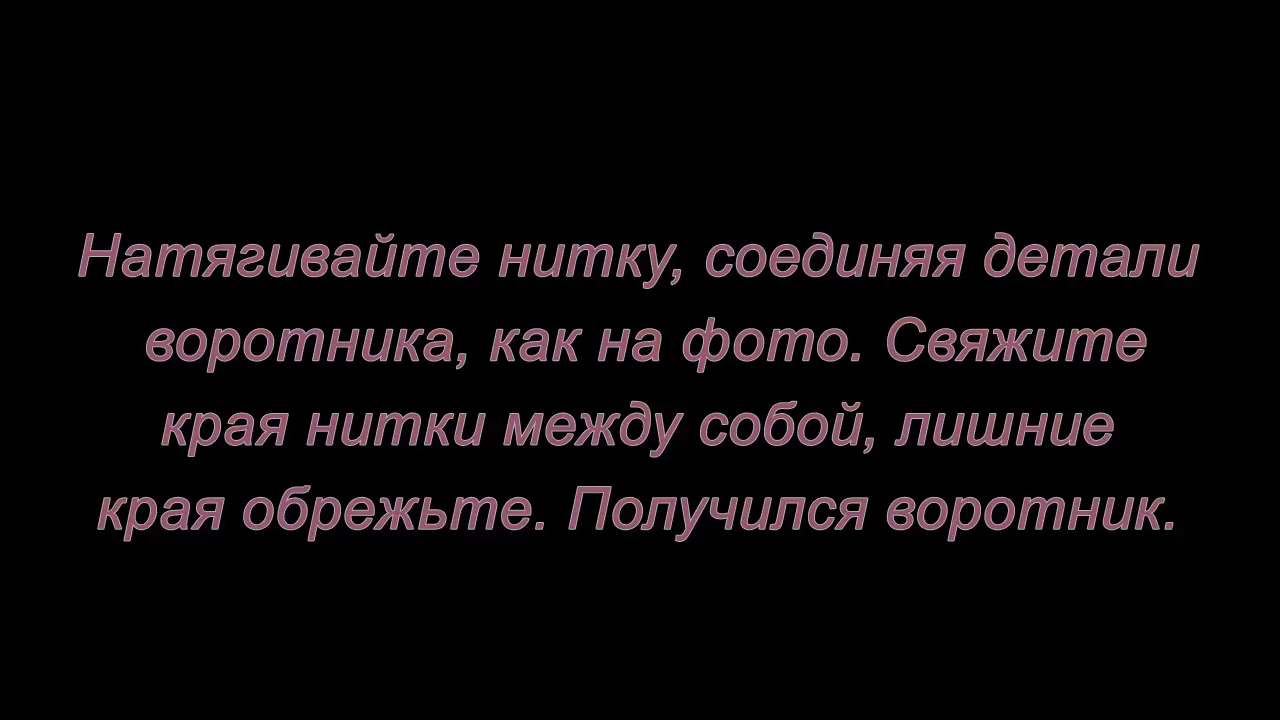 Натягивайте нитку, соединяя детали
воротника, как на фото. Свяжите
края нитки между собой, лишние
края обрежьте. Получился воротник.